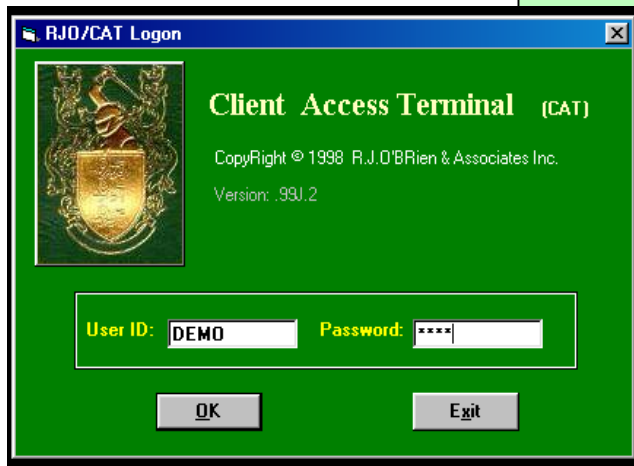 RJO/CAT Logon
Client Access Terminal (CAT)
CopyRight © 1998 R.J.O'BRien & Associates Inc.
Version: .99J.2
User ID: DEMO Password: ****
OK Exit